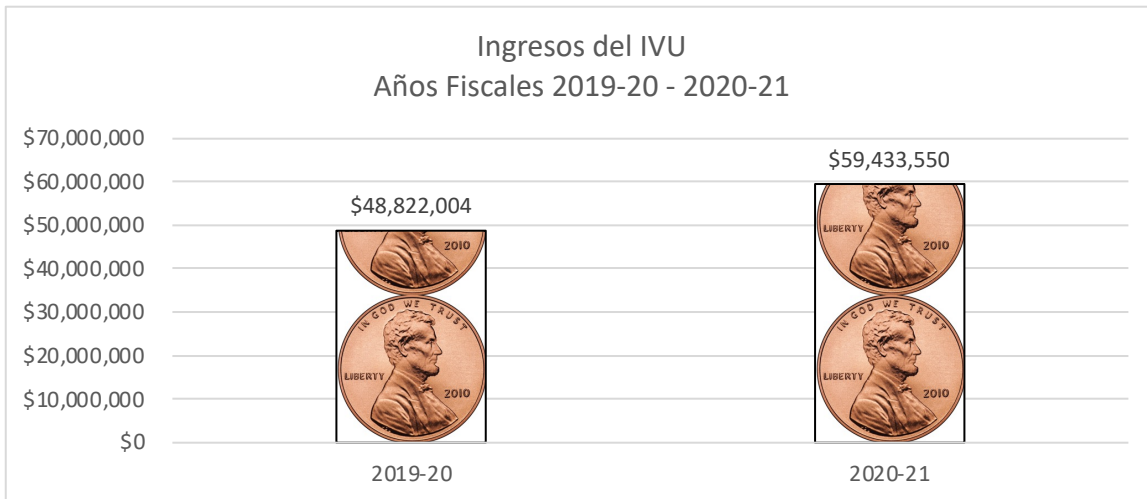 Ingresos del IVU
Años Fiscales 2019-20 - 2020-21
$70,000,000
$60,000,000
$50,000,000
$40,000,000
$30,000,000
$20,000,000
$10,000,000
$0
$48,822,004
$59,433,550
2010
IN GOD WE TRUST
LIBERTY
2010
LIBERTY
2010
IN GOD WE TRUST
LIBERTY
2010
2019-20
2020-21